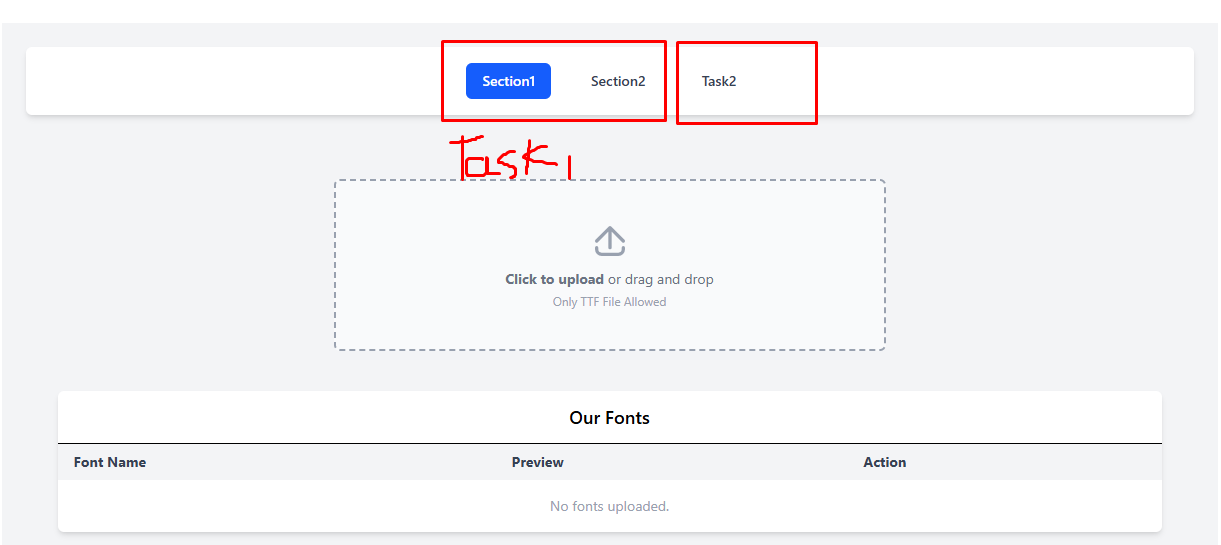 Section1 Section2 Task2
Task1
Click to upload or drag and drop
Only TTF File Allowed
Our Fonts
Font Name Preview Action
No fonts uploaded.